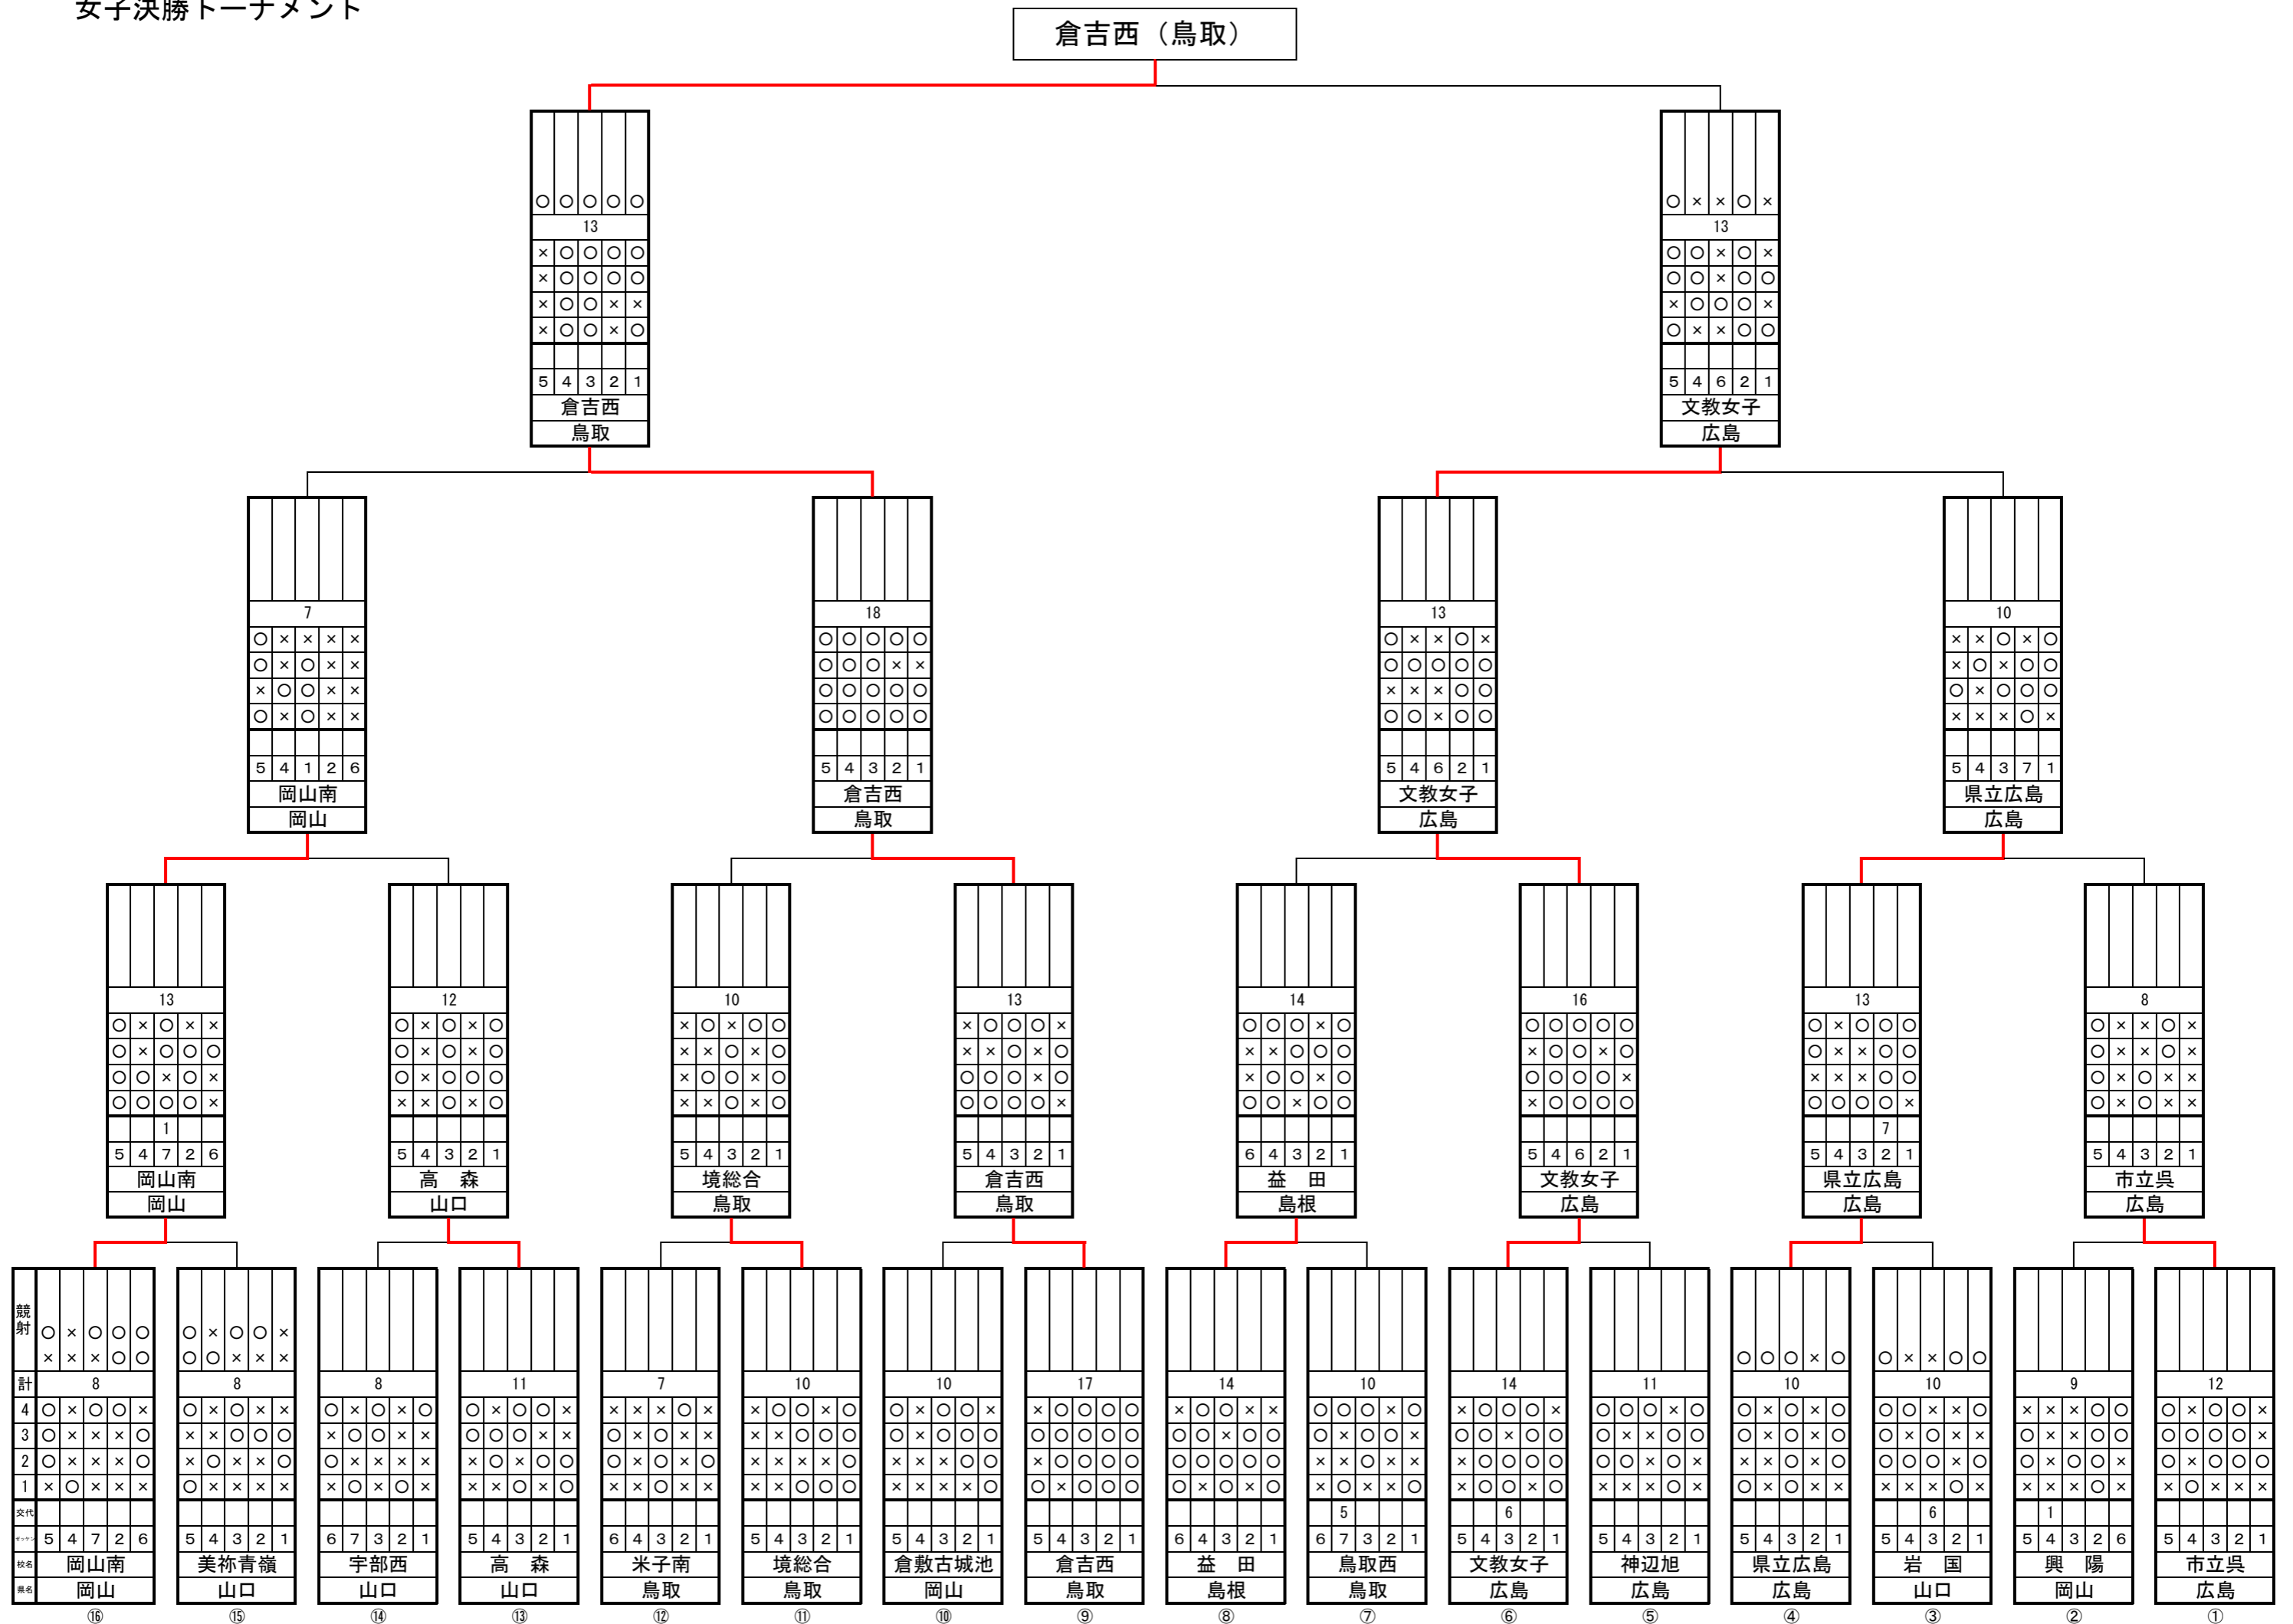 女子決勝トーナメント
倉吉西（鳥取）
○ ○ ○ ○ ○ ○ × × ○ ×
13 13
× ○ ○ ○ ○ ○ ○ × ○ ×
× ○ ○ ○ ○ ○ ○ × ○ ○
× ○ ○ × × × ○ ○ ○ ×
× ○ ○ × ○ ○ × × ○ ○
5 4 3 2 1 5 4 6 2 1
倉吉西 文教女子
鳥取 広島
7 18 13 10
○ × × × × ○ ○ ○ ○ ○ ○ × × ○ × × × ○ × ○
○ × ○ × × ○ ○ ○ × × ○ ○ ○ ○ ○ × ○ × ○ ○
× ○ ○ × × ○ ○ ○ ○ ○ × × × ○ ○ ○ × ○ ○ ○
○ × ○ × × ○ ○ ○ ○ ○ ○ ○ × ○ ○ × × × ○ ×
5 4 1 2 6 5 4 3 2 1 5 4 6 2 1 5 4 3 7 1
岡山南 倉吉西 文教女子 県立広島
岡山 鳥取 広島 広島
13 12 10 13 14 16 13 8
○ × ○ × × ○ × ○ × ○ × ○ × ○ ○ × ○ ○ ○ × ○ ○ ○ × ○ ○ ○ ○ ○ ○ ○ × ○ ○ ○ ○ × × ○ ×
○ × ○ ○ ○ ○ × ○ × ○ × × ○ × ○ × × ○ × ○ × × ○ ○ ○ × ○ ○ × ○ ○ × × ○ ○ ○ × × ○ ×
○ ○ × ○ × ○ × ○ ○ ○ × ○ ○ × ○ ○ ○ ○ × ○ × ○ ○ × ○ ○ ○ ○ ○ × × × × ○ ○ ○ × ○ × ×
○ ○ ○ ○ × × × ○ × ○ × × ○ × ○ ○ ○ ○ ○ × ○ ○ × ○ ○ × ○ ○ ○ ○ ○ ○ ○ ○ × ○ × ○ × ×
1 7
5 4 7 2 6 5 4 3 2 1 5 4 3 2 1 5 4 3 2 1 6 4 3 2 1 5 4 6 2 1 5 4 3 2 1 5 4 3 2 1
岡山南 高　森 境総合 倉吉西 益　田 文教女子 県立広島 市立呉
岡山 山口 鳥取 鳥取 島根 広島 広島 広島
競射 ○ × ○ ○ ○ ○ × ○ ○ ×
× × × ○ ○ ○ ○ × × × ○ ○ ○ × ○ ○ × × ○ ○
計 8 8 8 11 7 10 10 17 14 10 14 11 10 10 9 12
4 ○ × ○ ○ × ○ × ○ × × ○ × ○ × ○ ○ × ○ ○ × × × × ○ × × ○ ○ × ○ ○ × ○ ○ × × ○ ○ ○ ○ × ○ ○ × × ○ ○ ○ × ○ × ○ ○ ○ × ○ ○ ○ × ○ ○ × ○ × ○ ○ ○ × × ○ × × × ○ ○ ○ × ○ ○ ×
3 ○ × × × ○ × × ○ ○ ○ × ○ ○ × × ○ ○ ○ × × ○ × ○ × × × × ○ ○ ○ ○ × ○ ○ ○ ○ ○ ○ ○ ○ ○ ○ × ○ ○ ○ × ○ ○ × ○ ○ × ○ ○ ○ × × ○ ○ ○ × ○ × ○ ○ × ○ × × ○ × × ○ ○ ○ ○ ○ ○ ×
2 ○ × × × ○ × ○ × × ○ ○ × × × × × ○ × ○ ○ ○ × ○ × ○ × × ○ ○ ○ × × × ○ ○ × ○ ○ ○ ○ ○ ○ ○ ○ ○ × × ○ × ○ × ○ ○ ○ ○ ○ ○ × ○ × × × ○ × ○ ○ ○ ○ × ○ ○ × ○ ○ × ○ × ○ ○ ○
1 × ○ × × × ○ × × × × × ○ × ○ × × × ○ × ○ × × ○ × × × × ○ ○ ○ × × × × ○ ○ × ○ ○ ○ ○ × ○ × ○ × ○ × × ○ × ○ ○ × ○ × × × ○ × ○ × ○ × × × × × ○ × × × × ○ × × ○ × × ×
交代 5 6 6 1
ゼッケン 5 4 7 2 6 5 4 3 2 1 6 7 3 2 1 5 4 3 2 1 6 4 3 2 1 5 4 3 2 1 5 4 3 2 1 5 4 3 2 1 6 4 3 2 1 6 7 3 2 1 5 4 3 2 1 5 4 3 2 1 5 4 3 2 1 5 4 3 2 1 5 4 3 2 6 5 4 3 2 1
校名 岡山南 美祢青嶺 宇部西 高　森 米子南 境総合 倉敷古城池 倉吉西 益　田 鳥取西 文教女子 神辺旭 県立広島 岩　国 興　陽 市立呉
県名 岡山 山口 山口 山口 鳥取 鳥取 岡山 鳥取 島根 鳥取 広島 広島 広島 山口 岡山 広島
⑯ ⑮ ⑭ ⑬ ⑫ ⑪ ⑩ ⑨ ⑧ ⑦ ⑥ ⑤ ④ ③ ② ①